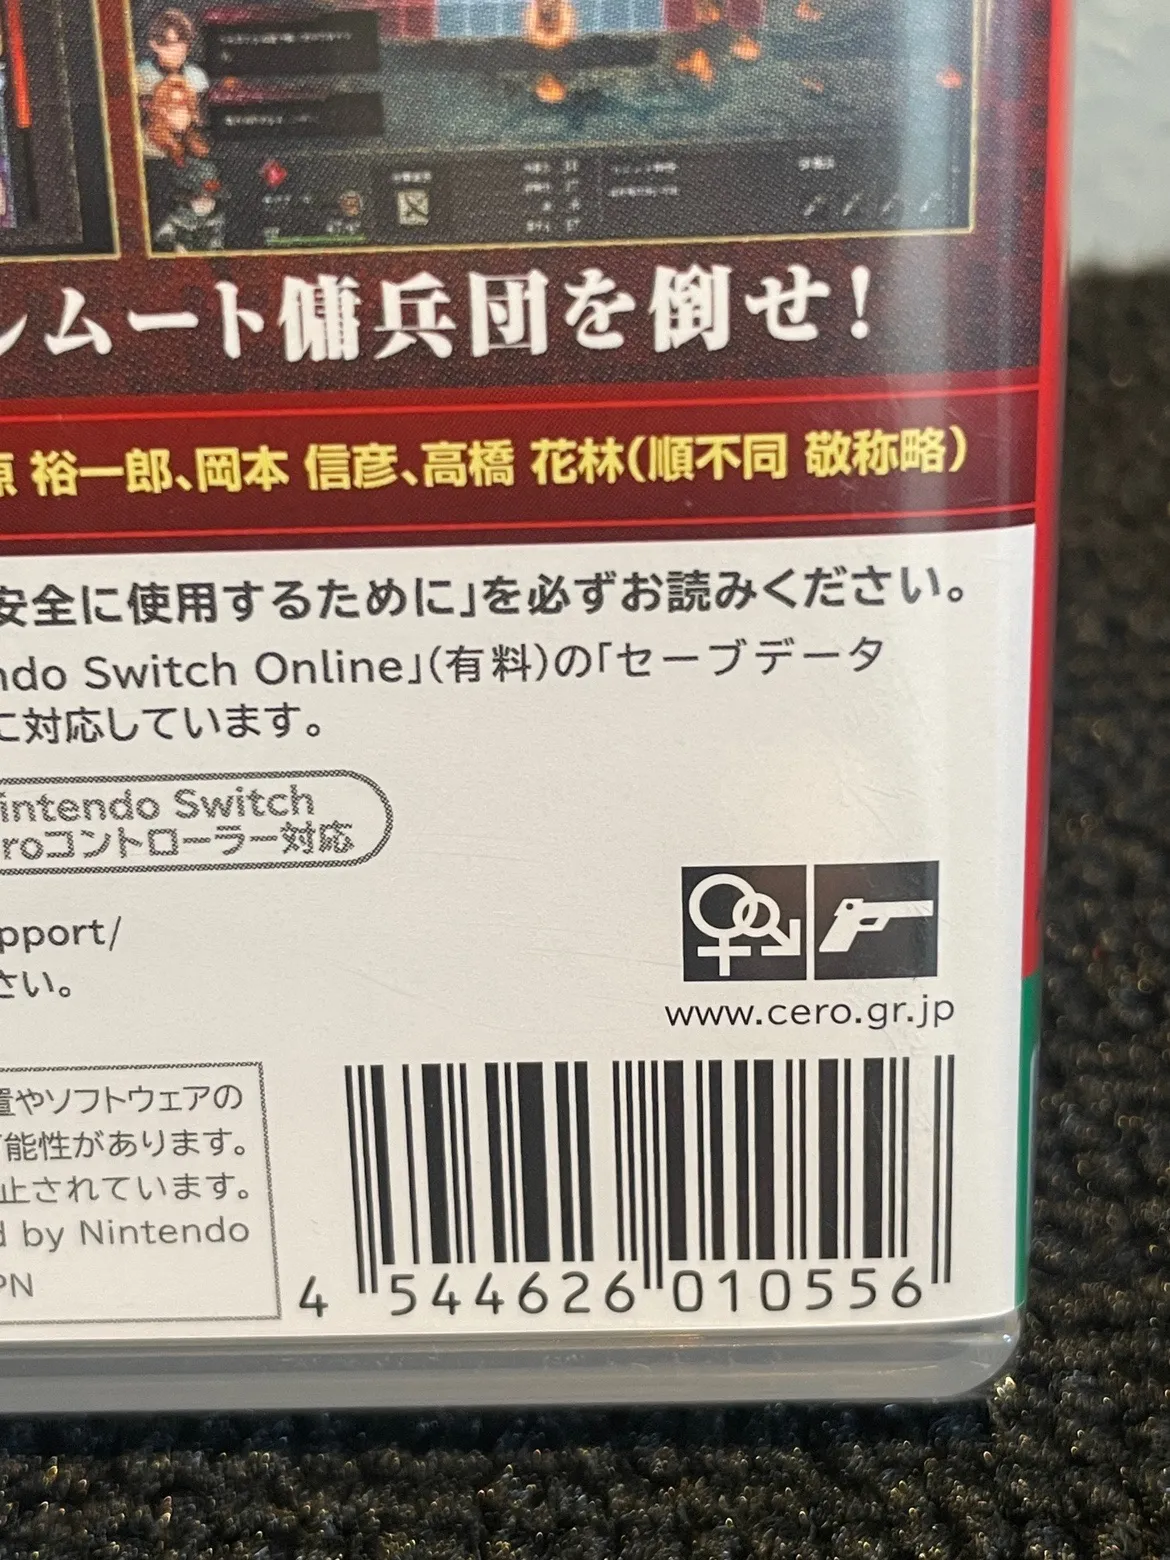 ムート傭兵団を倒せ!
裕一郎、岡本 信彦、高橋 花林(順不同 敬称略)
安全に使用するために」を必ずお読みください。
ndo Switch Online」(有料)の「セーブデータ
に対応しています。
intendo Switch
roコントローラー対応
pport/
さい。
www.cero.gr.jp
置やソフトウェアの
能性があります。
止されています。
d by Nintendo
PN
4 544626 010556